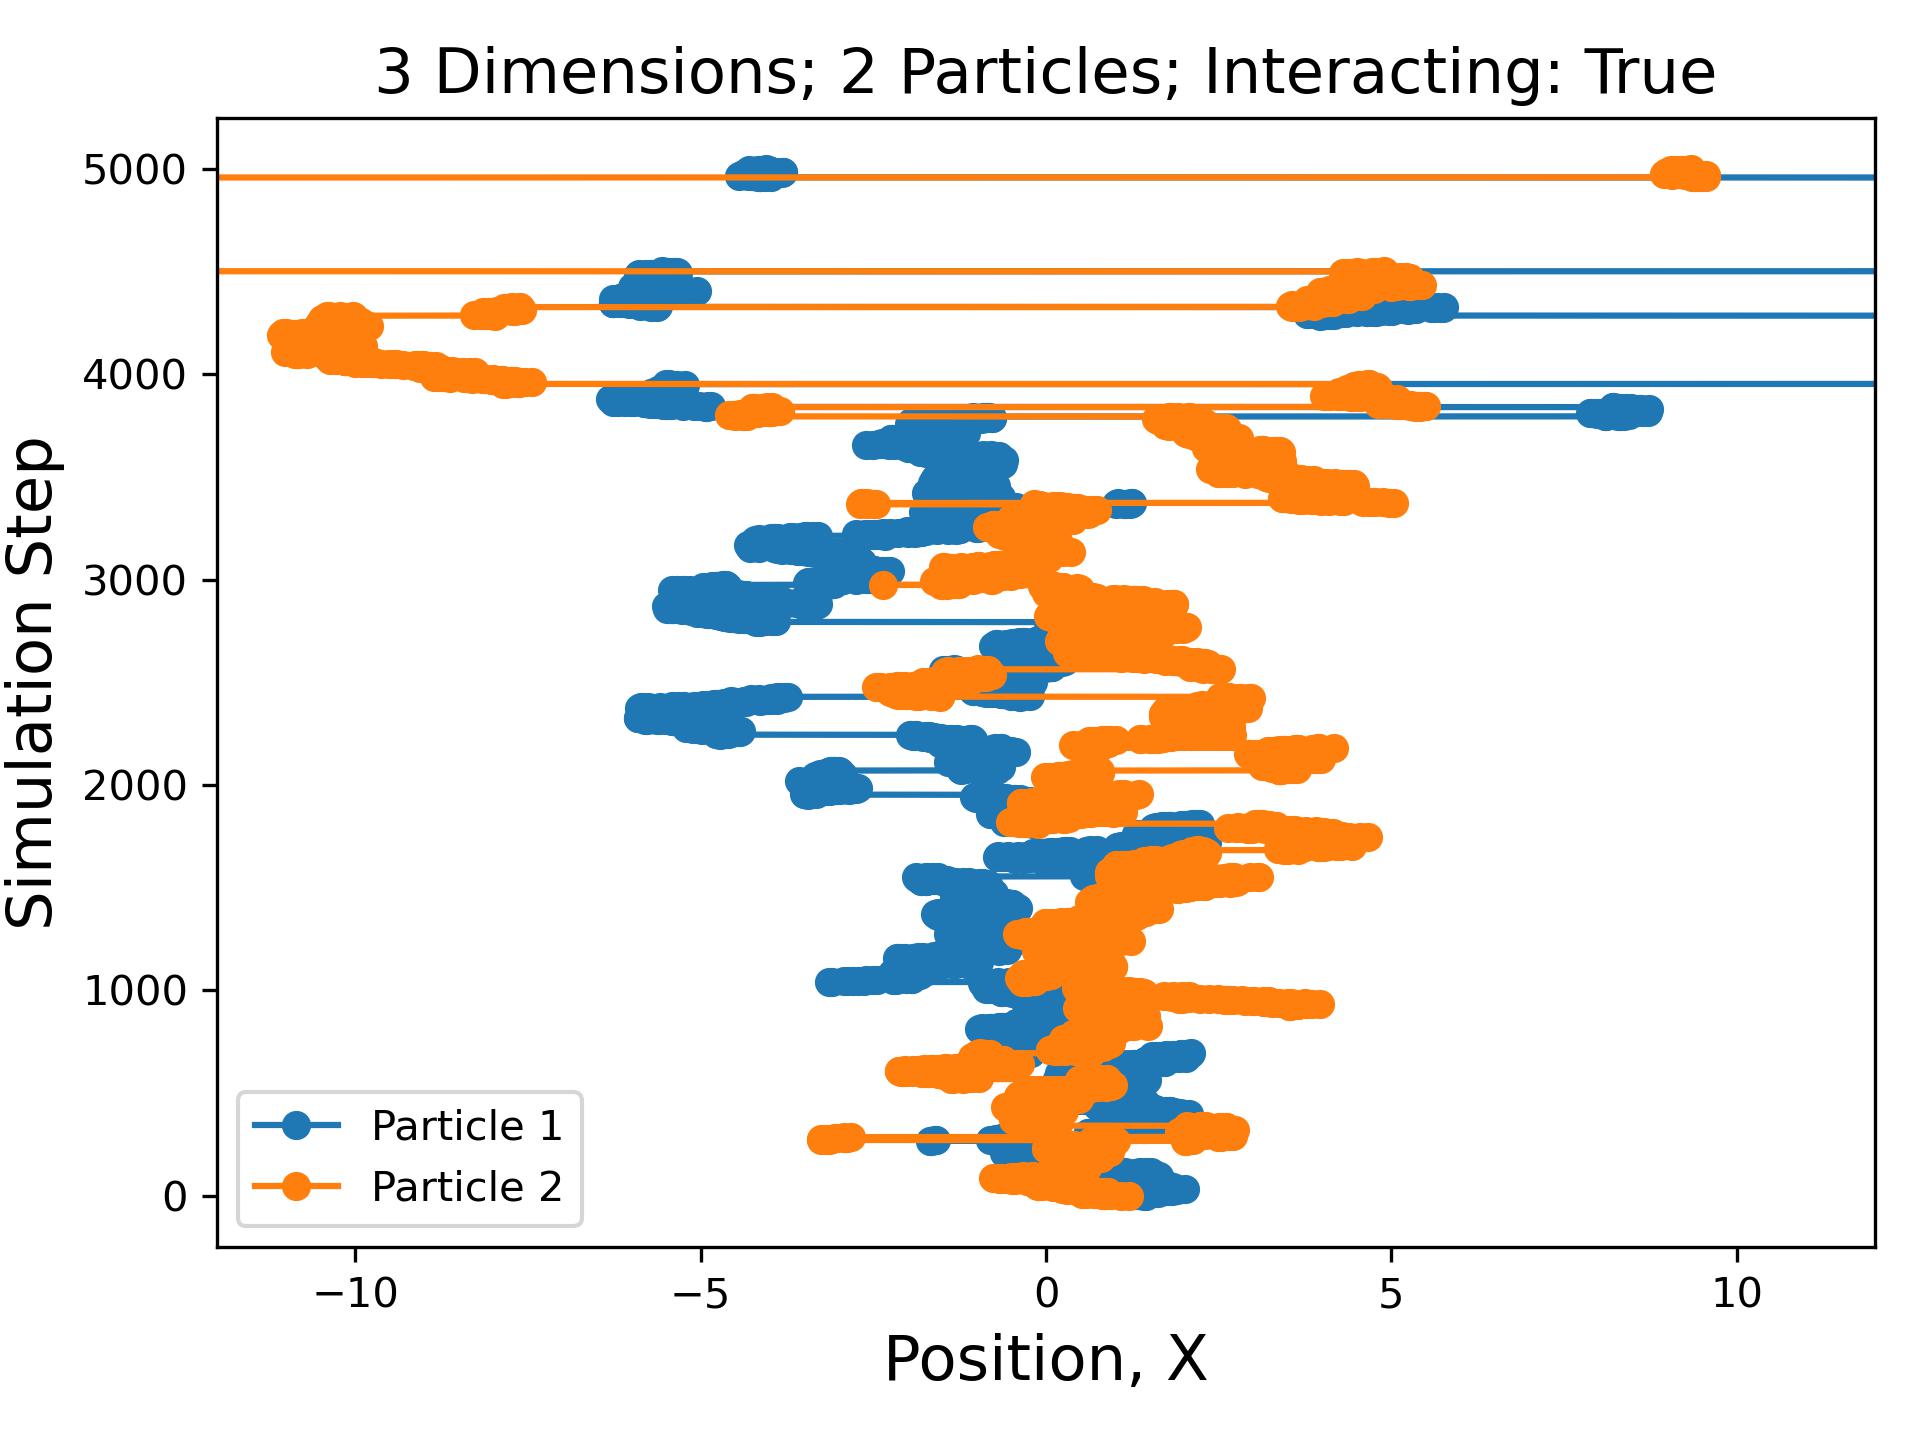 3 Dimensions; 2 Particles; Interacting: True
Simulation Step
5000
4000
3000
2000
1000
0
Particle 1
Particle 2
−10
−5
0
5
10
Position, X